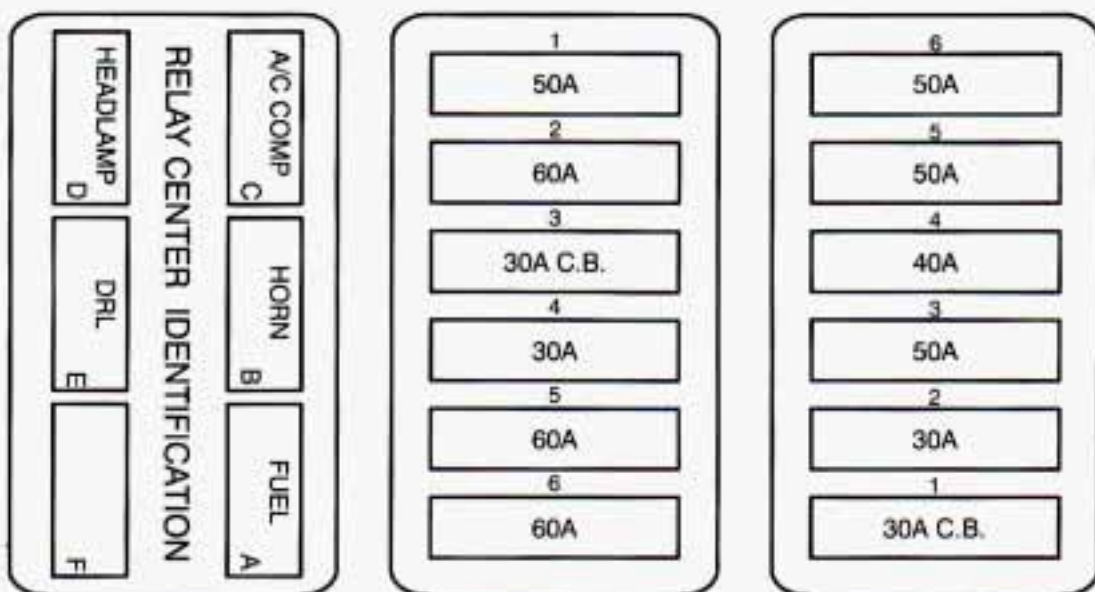 RELAY CENTER IDENTIFICATION
A/C COMP
C
HORN
B
FUEL
A
HEADLAMP
D
DRL
E
F
1
50A
2
60A
3
30A C.B.
4
30A
5
60A
6
60A
6
50A
5
50A
4
40A
3
50A
2
30A
1
30A C.B.